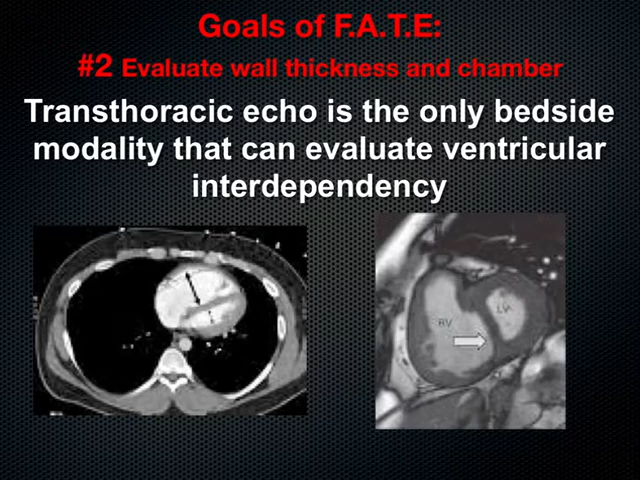 Goals of F.A.T.E:
#2 Evaluate wall thickness and chamber
Transthoracic echo is the only bedside
modality that can evaluate ventricular
interdependency
RV
LV